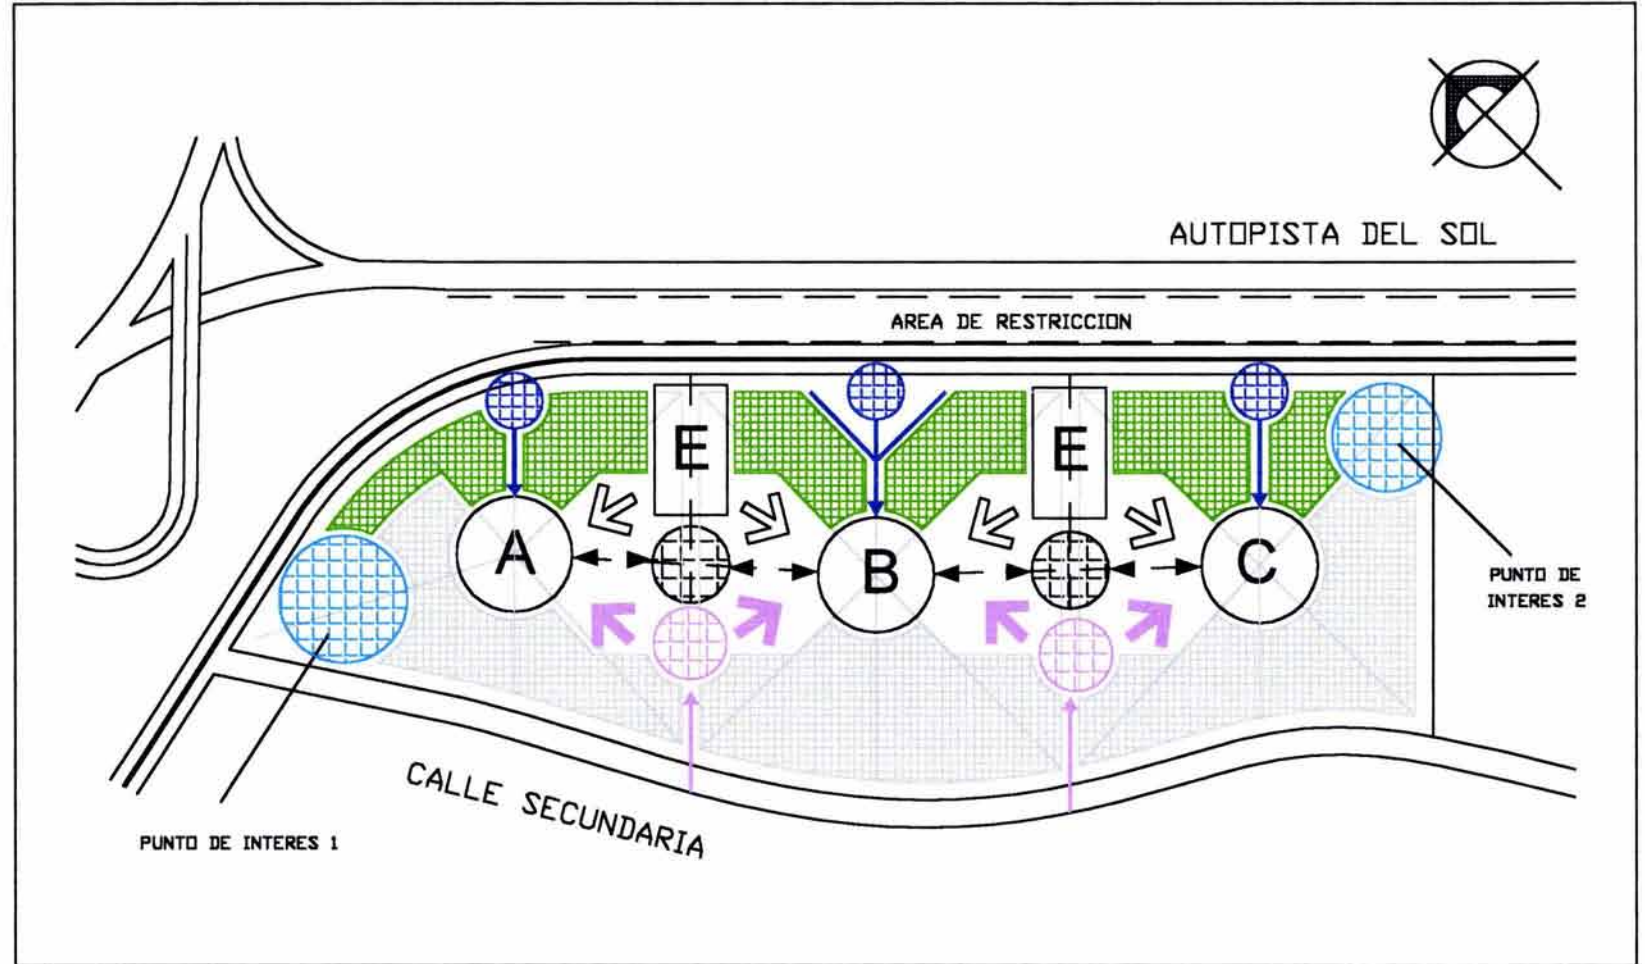 AUTOPISTA DEL SOL
AREA DE RESTRICCION
E
E
A
B
C
PUNTO DE
INTERES 2
CALLE SECUNDARIA
PUNTO DE INTERES 1